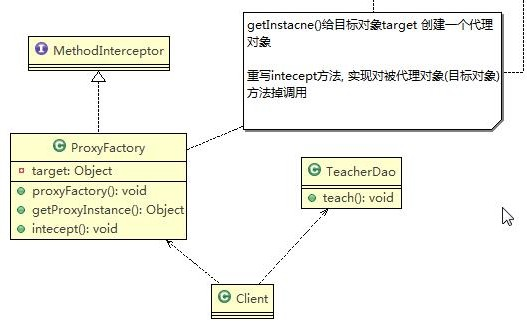 getInstacne()给目标对象target 创建一个代理
对象
重写intecept方法, 实现对被代理对象(目标对象)
方法掉调用
I MethodInterceptor
C ProxyFactory
target: Object
proxyFactory(): void
getProxyInstance(): Object
intecept(): void
C TeacherDao
teach(): void
C Client